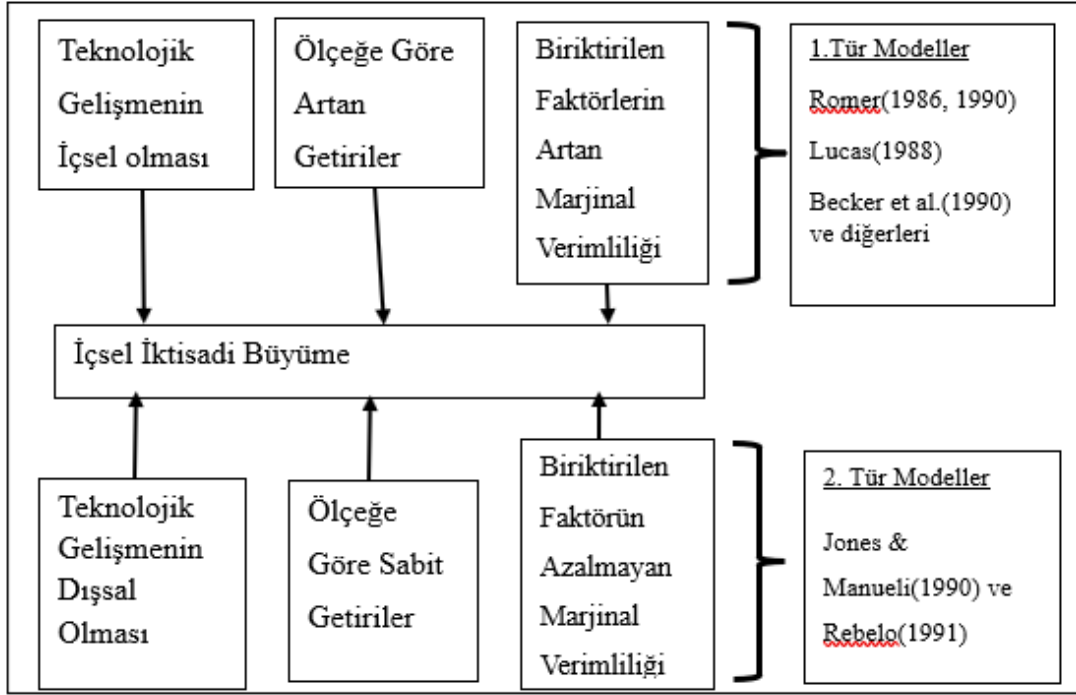 Teknolojik
Gelişmenin
İçsel olması
Ölçeğe Göre
Artan
Getiriler
Biriktirilen
Faktörlerin
Artan
Marjinal
Verimliliği
1.Tür Modeller
Romer(1986, 1990)
Lucas(1988)
Becker et al.(1990)
ve diğerleri
İçsel İktisadi Büyüme
Teknolojik
Gelişmenin
Dışsal
Olması
Ölçeğe
Göre Sabit
Getiriler
Biriktirilen
Faktörün
Azalmayan
Marjinal
Verimliliği
2. Tür Modeller
Jones &
Manueli(1990) ve
Rebelo(1991)